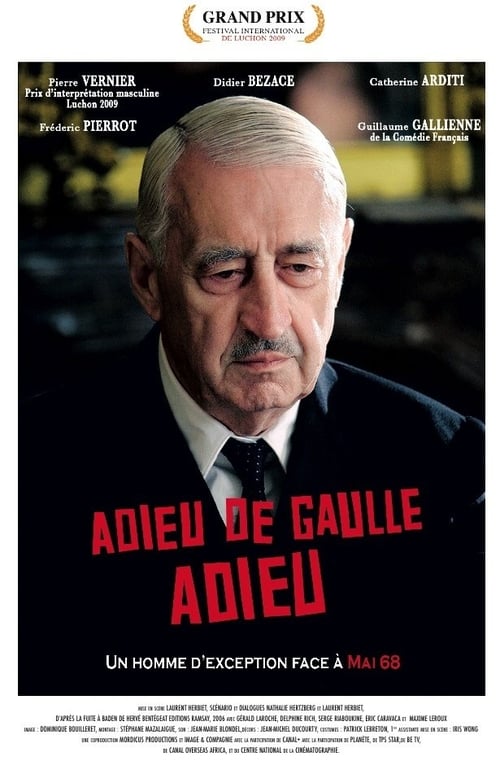 GRAND PRIX
FESTIVAL INTERNATIONAL
DE LUCHON 2009
Pierre VERNIER
Prix d'interprétation masculine
Luchon 2009
Didier BEZACE
Catherine ARDITI
Fréderic PIERROT
Guillaume GALLIENNE
de la Comédie Français
ADIEU DE GAULLE
ADIEU
UN HOMME D'EXCEPTION FACE À MAI 68
MISE EN SCÈNE LAURENT HERBIET, SCÉNARIO ET DIALOGUES NATHALIE HERTZBERG ET LAURENT HERBIET,
D'APRÈS LA FUITE À BADEN DE HERVÉ BENTÉGEAT EDITIONS RAMSAY, 2006 AVEC GÉRALD LAROCHE, DELPHINE RICH, SERGE RIABOUKINE, ERIC CARAVACA ET MAXIME LEROUX
IMAGE : DOMINIQUE BOUILLERET, MONTAGE : STÉPHANE MAZALAIGUE, SON : JEAN-MARIE BLONDEL, DÉCORS : JEAN-MICHEL DUCOURTY, COSTUMES : PATRICK LEBRETON, 1er ASSISTANTE MISE EN SCÈNE : IRIS WONG
UNE COPRODUCTION MORDICUS PRODUCTIONS ET IMAGE & COMPAGNIE AVEC LA PARTICIPATION DE CANAL+ AVEC LA PARTICIPATION DE PLANÈTE, DE TPS STAR, DE BE TV,
DE CANAL OVERSEAS AFRICA, ET DU CENTRE NATIONAL DE LA CINÉMATOGRAPHIE.